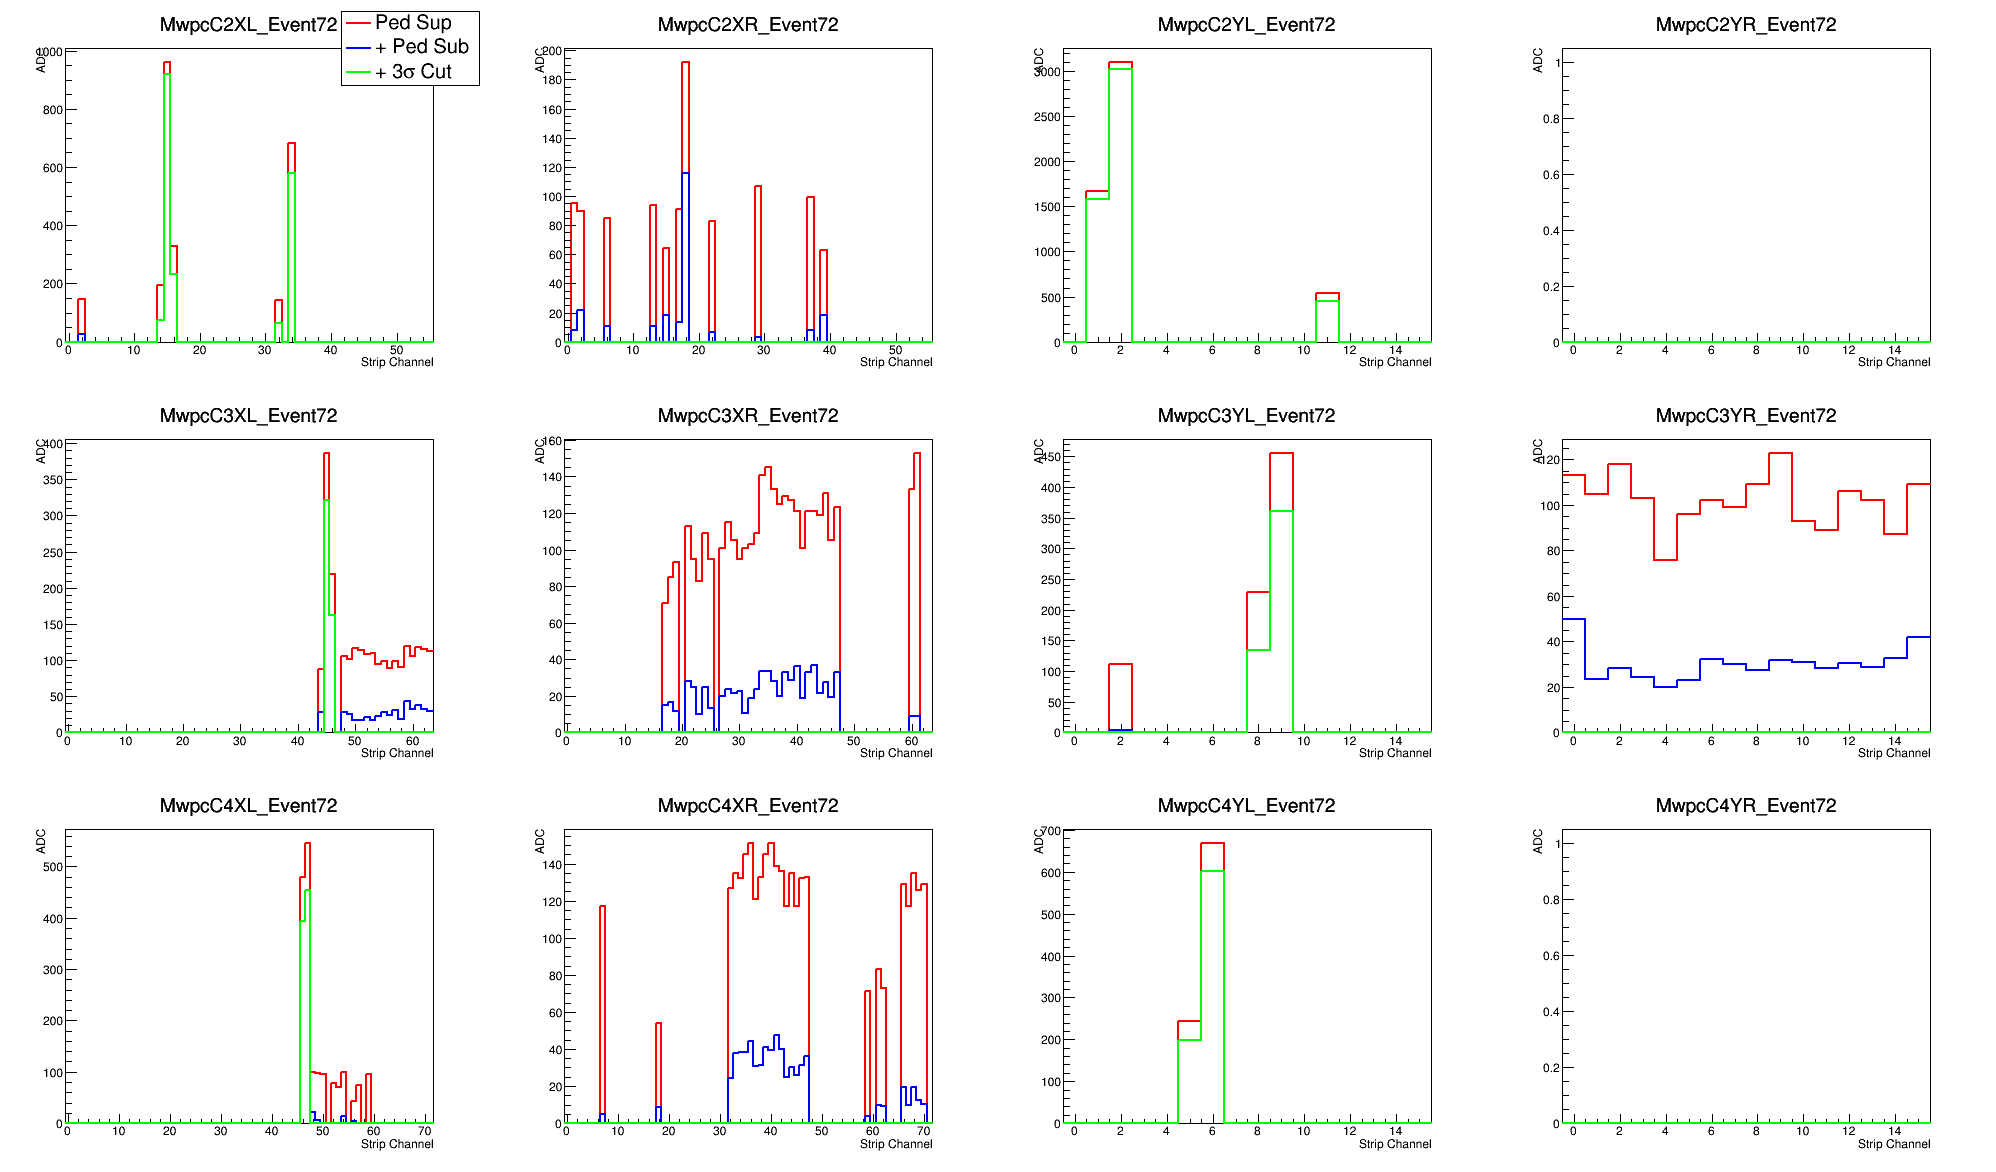 MwpcC2XL_Event72
Ped Sup
+ Ped Sub
+ 3σ Cut
ADC
1000
800
600
400
200
0
0 10 20 30 40 50
Strip Channel
MwpcC2XR_Event72
ADC
200
180
160
140
120
100
80
60
40
20
0
0 10 20 30 40 50
Strip Channel
MwpcC2YL_Event72
ADC
3000
2500
2000
1500
1000
500
0
0 2 4 6 8 10 12 14
Strip Channel
MwpcC2YR_Event72
ADC
1
0.8
0.6
0.4
0.2
0
0 2 4 6 8 10 12 14
Strip Channel
MwpcC3XL_Event72
ADC
400
350
300
250
200
150
100
50
0
0 10 20 30 40 50 60
Strip Channel
MwpcC3XR_Event72
ADC
160
140
120
100
80
60
40
20
0
0 10 20 30 40 50 60
Strip Channel
MwpcC3YL_Event72
ADC
450
400
350
300
250
200
150
100
50
0
0 2 4 6 8 10 12 14
Strip Channel
MwpcC3YR_Event72
ADC
120
100
80
60
40
20
0
0 2 4 6 8 10 12 14
Strip Channel
MwpcC4XL_Event72
ADC
500
400
300
200
100
0
0 10 20 30 40 50 60 70
Strip Channel
MwpcC4XR_Event72
ADC
140
120
100
80
60
40
20
0
0 10 20 30 40 50 60 70
Strip Channel
MwpcC4YL_Event72
ADC
700
600
500
400
300
200
100
0
0 2 4 6 8 10 12 14
Strip Channel
MwpcC4YR_Event72
ADC
1
0.8
0.6
0.4
0.2
0
0 2 4 6 8 10 12 14
Strip Channel